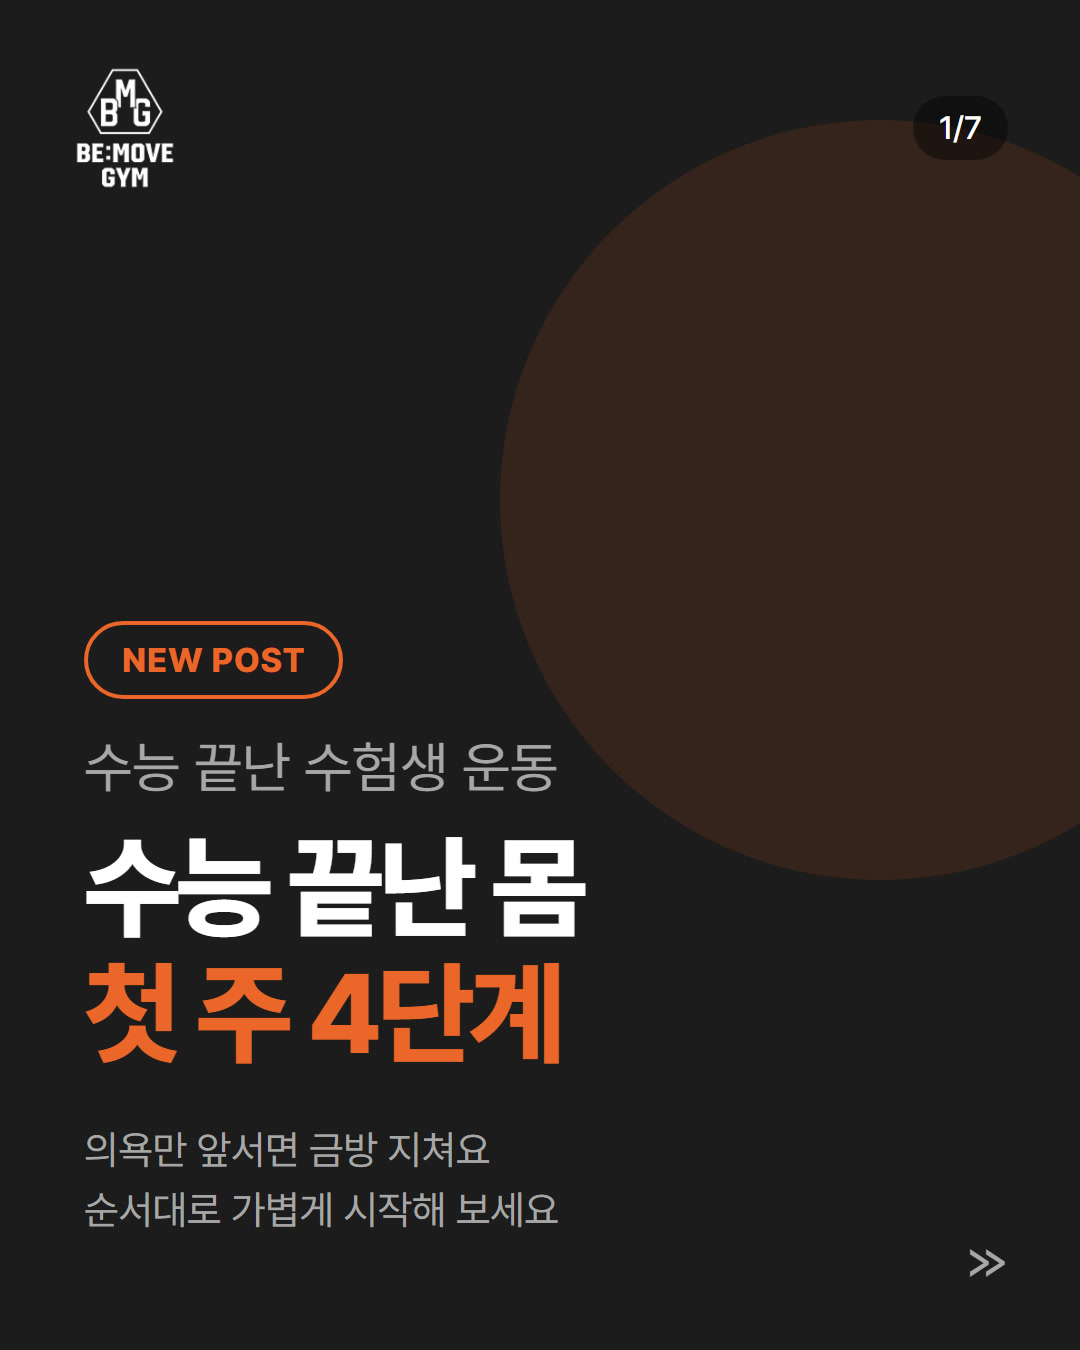 BMG
BE:MOVE
GYM
1/7
NEW POST
수능 끝난 수험생 운동
수능 끝난 몸
첫 주 4단계
의욕만 앞서면 금방 지쳐요
순서대로 가볍게 시작해 보세요
»